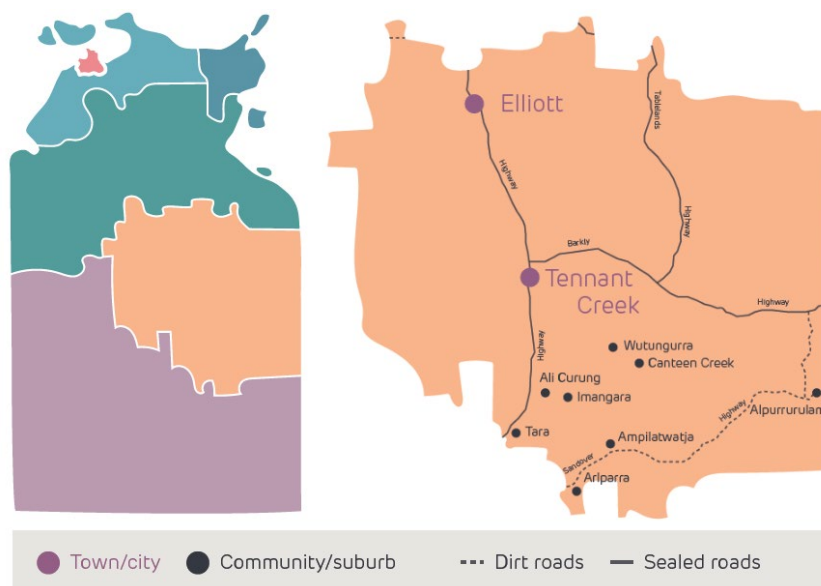 Elliott
Tablelands
Highway
Highway
Barkly
Tennant
Creek
Highway
Highway
Wutungurra
Canteen Creek
Ali Curung
Imangara
Alpurrurulam
Highway
Tara
Ampilatwatja
Sandover
Arlparra
Town/city
Community/suburb
Dirt roads
Sealed roads